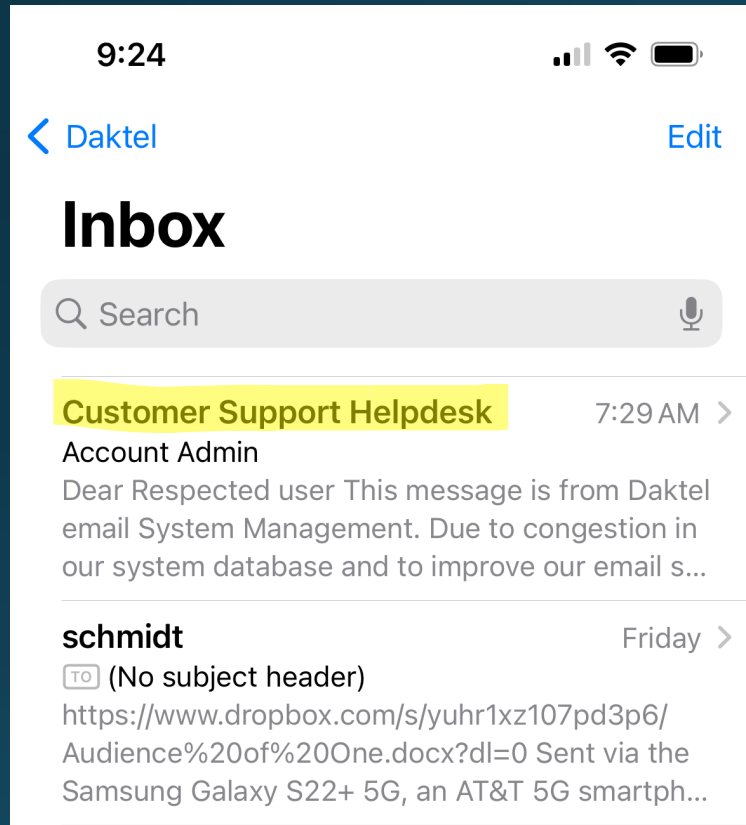 9:24
Daktel
Edit
Inbox
Search
Customer Support Helpdesk
7:29 AM
Account Admin
Dear Respected user This message is from Daktel
email System Management. Due to congestion in
our system database and to improve our email s...
schmidt
Friday
TO (No subject header)
https://www.dropbox.com/s/yuhr1xz107pd3p6/
Audience%20of%20One.docx?dl=0 Sent via the
Samsung Galaxy S22+ 5G, an AT&T 5G smartph...